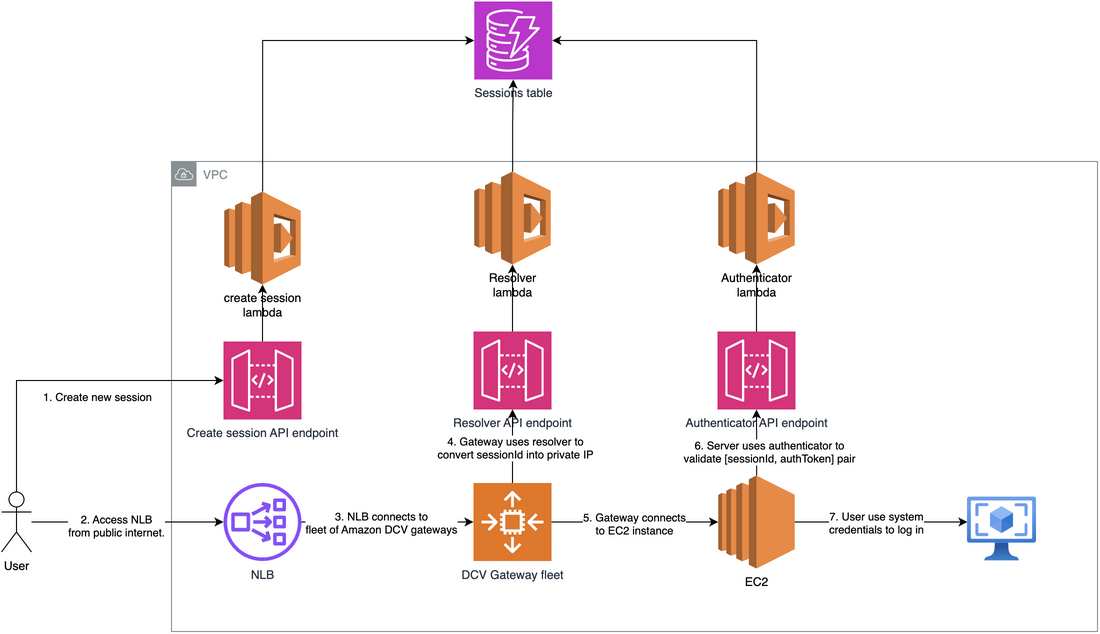 Sessions table
VPC
create session
lambda
Resolver
lambda
Authenticator
lambda
1. Create new session
</>
</>
</>
Create session API endpoint
Resolver API endpoint
Authenticator API endpoint
4. Gateway uses resolver to
convert sessionId into private IP
6. Server uses authenticator to
validate [sessionId, authToken] pair
2. Access NLB
from public internet.
3. NLB connects to
fleet of Amazon DCV gateways
5. Gateway connects
to EC2 instance
7. User use system
credentials to log in
User
NLB
DCV Gateway fleet
EC2